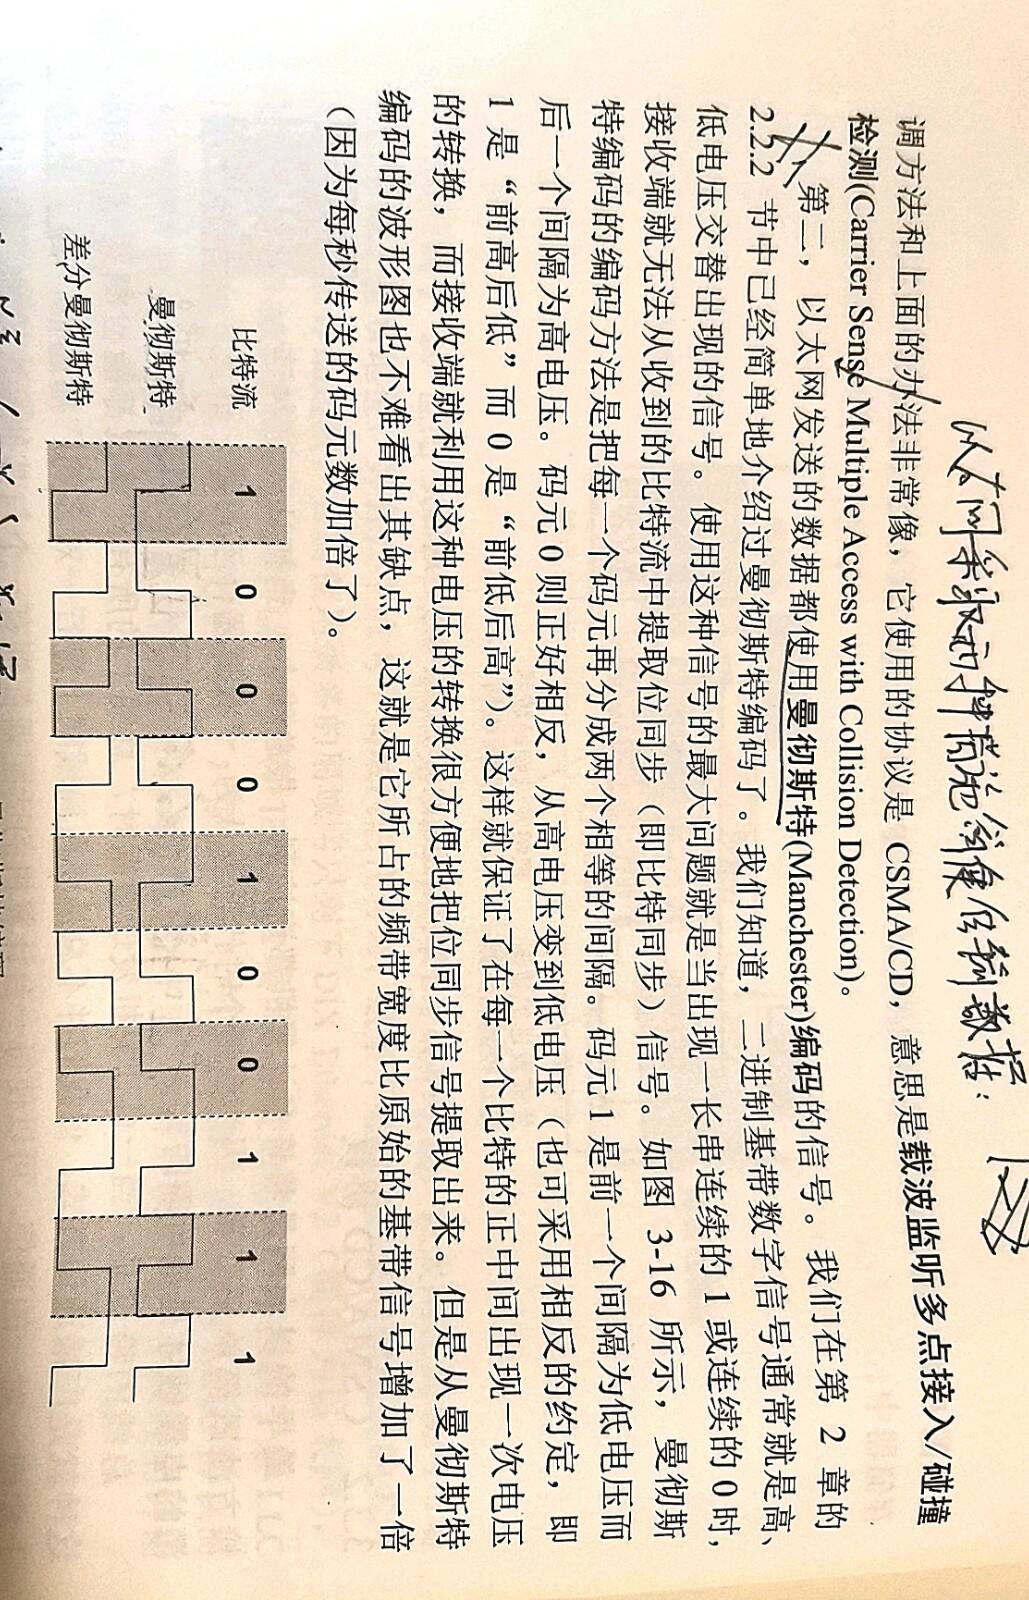 以太网采取两种措施
调方法和上面的办法非常像，它使用的协议是 CSMA/CD，意思是载波监听多点接入/碰撞
检测(Carrier Sense Multiple Access with Collision Detection)。
第二，以太网发送的数据都使用曼彻斯特(Manchester)编码的信号。我们在第 2 章的
2.2.2 节中已经简单地介绍过曼彻斯特编码了。我们知道，二进制基带数字信号通常就是高、
低电压交替出现的信号。使用这种信号的最大问题就是当出现一长串连续的 1 或连续的 0 时，
接收端就无法从收到的比特流中提取位同步（即比特同步）信号。如图 3-16 所示，曼彻斯
特编码的编码方法是把每一个码元再分成两个相等的间隔。码元 1 是前一个间隔为低电压而
后一个间隔为高电压。码元 0 则正好相反，从高电压变到低电压（也可采用相反的约定，即
1 是“前高后低”而 0 是“前低后高”）。这样就保证了在每一个比特的正中间出现一次电压
的转换，而接收端就利用这种电压的转换很方便地把位同步信号提取出来。但是从曼彻斯特
编码的波形图也不难看出其缺点，这就是它所占的频带宽度比原始的基带信号增加了一倍
（因为每秒传送的码元数加倍了）。
比特流 1 0 0 0 1 0 0 1 1 1
曼彻斯特
差分曼彻斯特